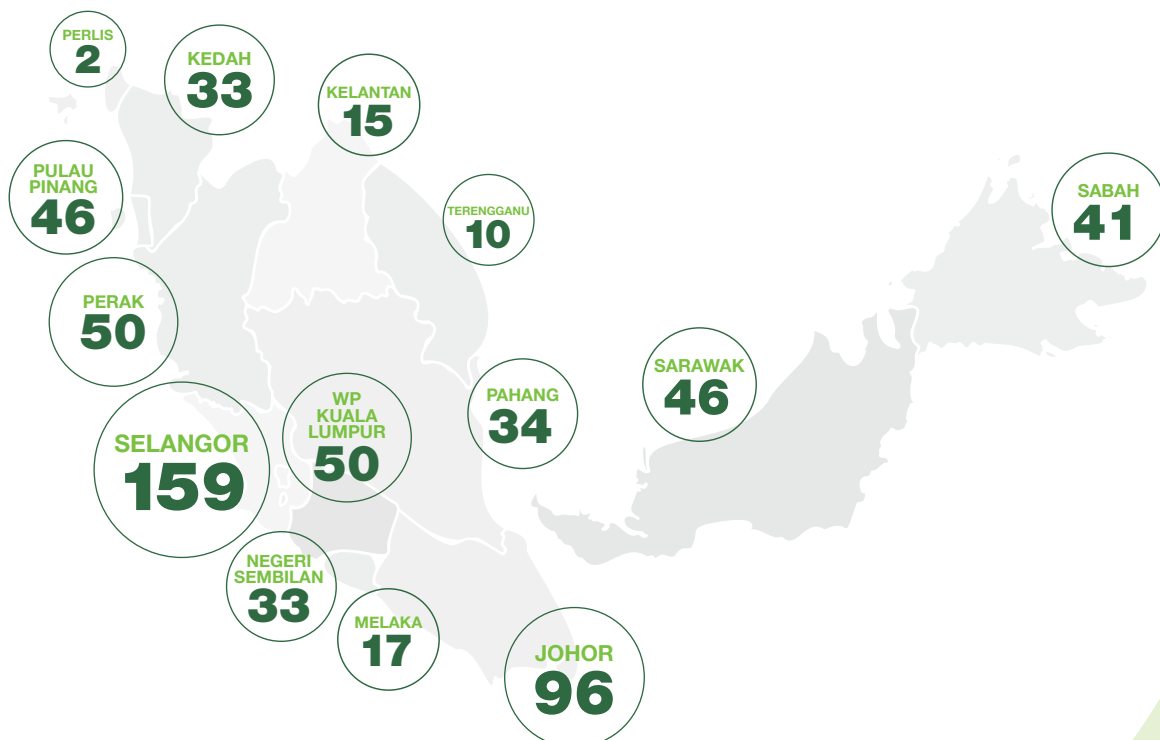 PERLIS
2
KEDAH
33
KELANTAN
15
PULAU
PINANG
46
TERENGGANU
10
SABAH
41
PERAK
50
SARAWAK
46
PAHANG
34
WP
KUALA
LUMPUR
50
SELANGOR
159
NEGERI
SEMBILAN
33
MELAKA
17
JOHOR
96